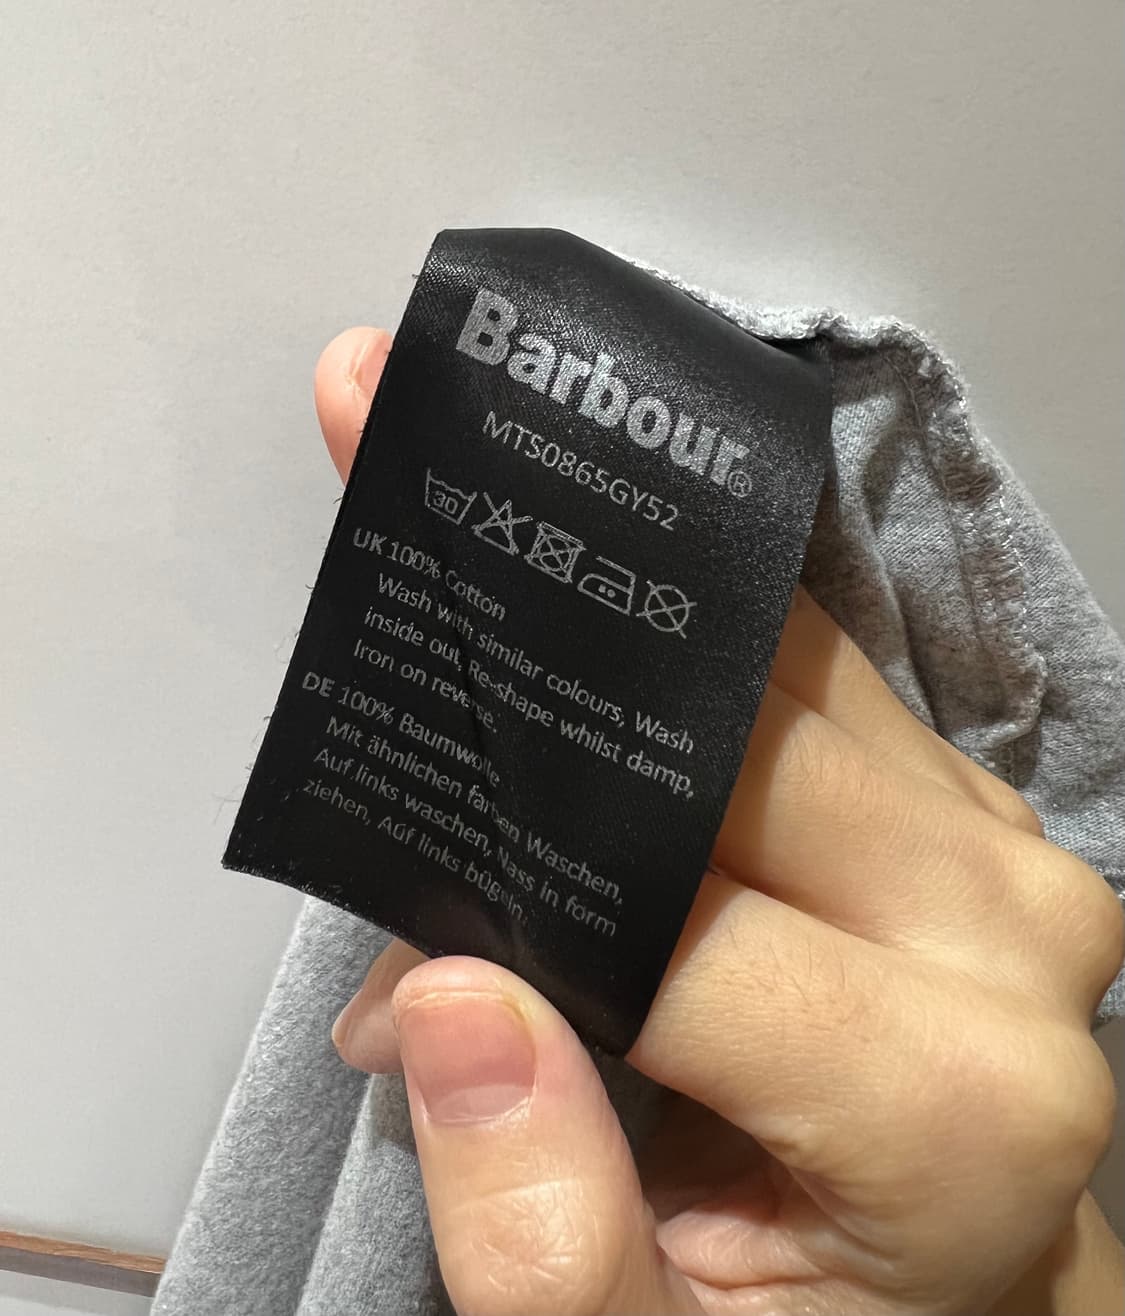 Barbour®
MTS0865GY52
30
UK 100% Cotton
Wash with similar colours, Wash
inside out, Re-shape whilst damp,
Iron on reverse.
DE 100% Baumwolle
Mit ähnlichen farben Waschen,
Auf links waschen, Nass in form
ziehen, Auf links bügeln.